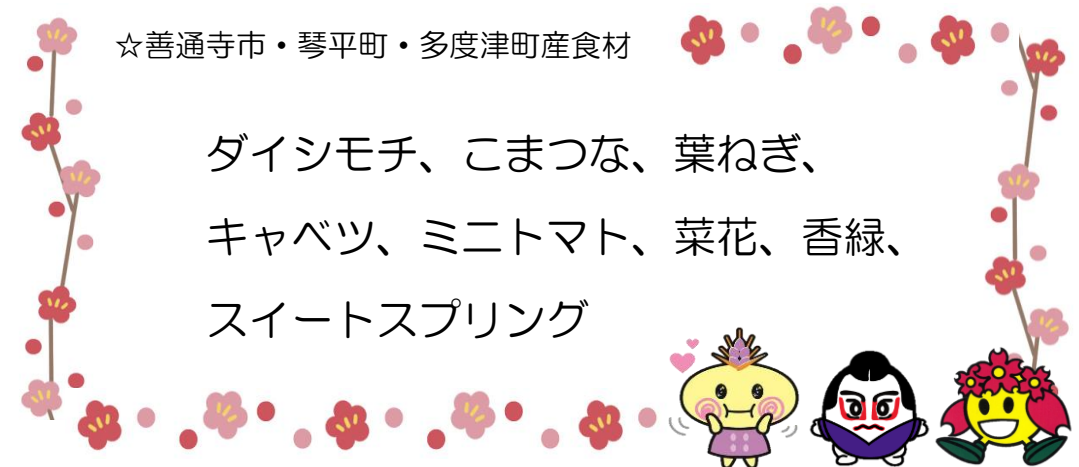 ☆善通寺市・琴平町・多度津町産食材
ダイシモチ、こまつな、葉ねぎ、
キャベツ、ミニトマト、菜花、香緑、
スイートスプリング